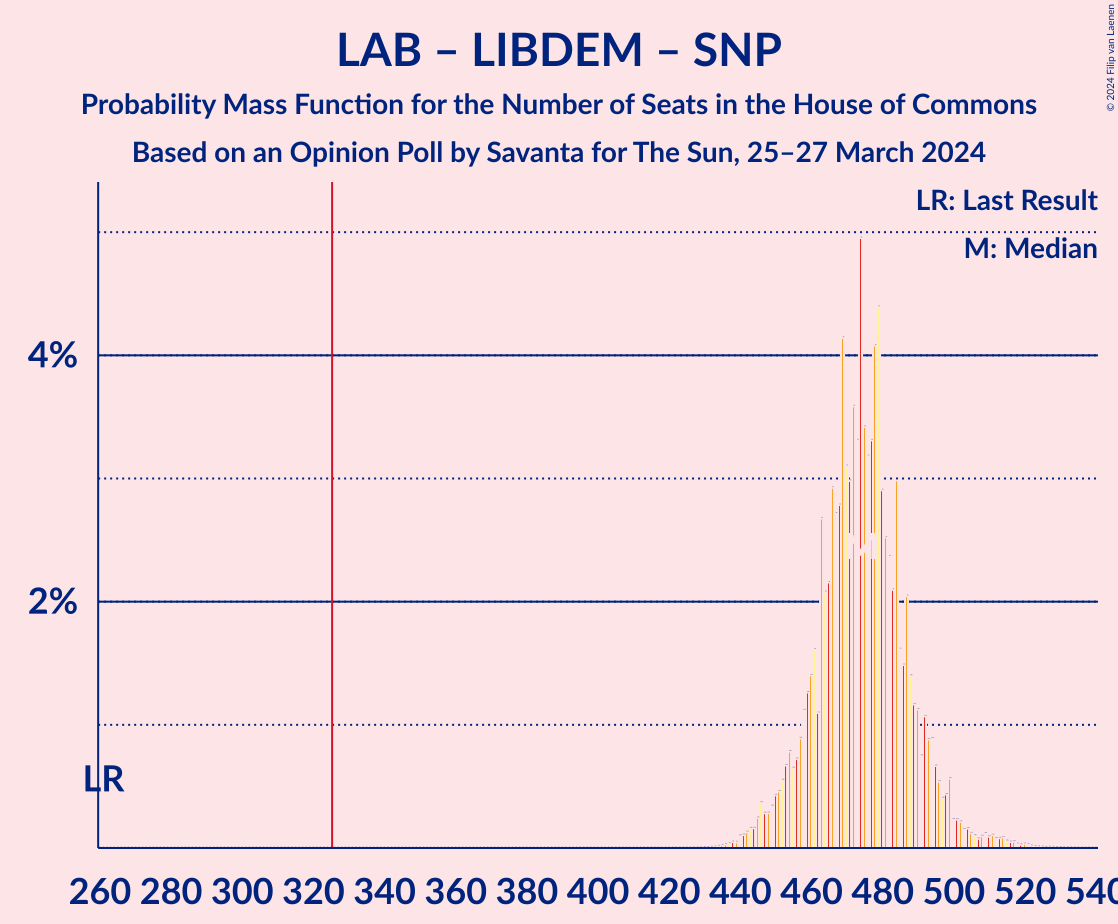 LAB – LIBDEM – SNP
Probability Mass Function for the Number of Seats in the House of Commons
Based on an Opinion Poll by Savanta for The Sun, 25–27 March 2024
© 2024 Filip van Laenen
LR: Last Result
M: Median
4%
2%
LR
260 280 300 320 340 360 380 400 420 440 460 480 500 520 540